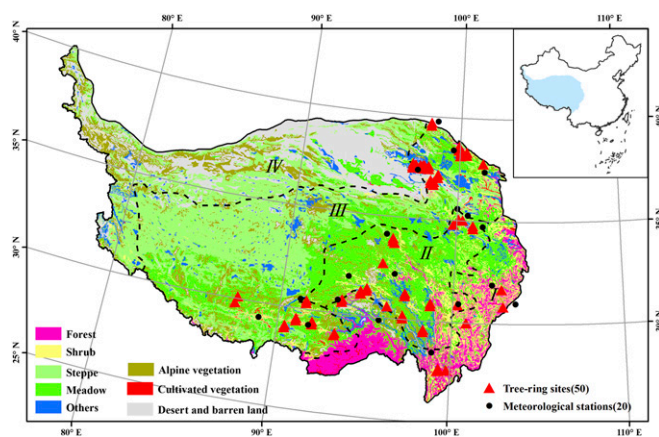 80° E 90° E 100° E 110° E
40° N
35° N
30° N
25° N
IV
III
II
I
Forest
Shrub
Steppe
Meadow
Others
Alpine vegetation
Cultivated vegetation
Desert and barren land
Tree-ring sites(50)
Meteorological stations(20)
80° E 90° E 100° E 110° E